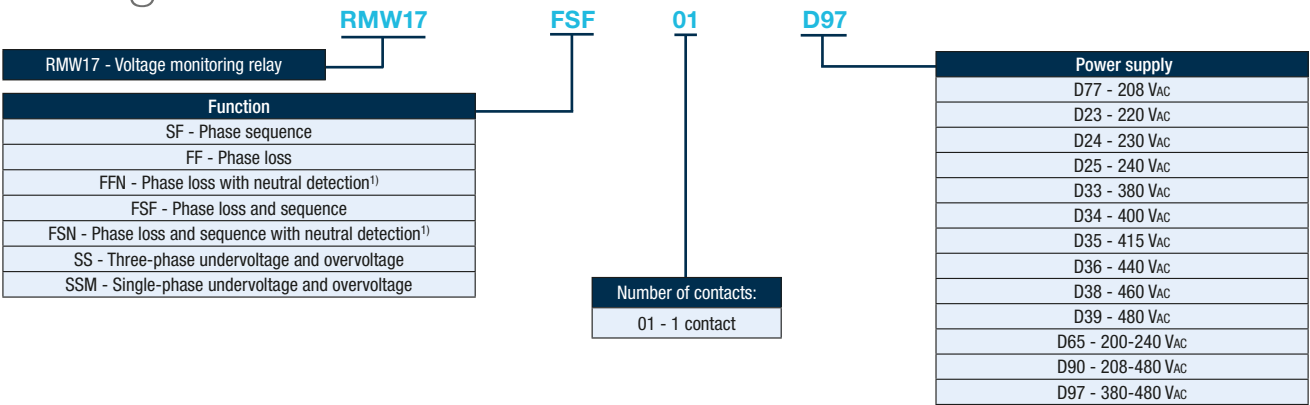 RMW17 FSF 01 D97
RMW17 - Voltage monitoring relay
Function
SF - Phase sequence
FF - Phase loss
FFN - Phase loss with neutral detection1)
FSF - Phase loss and sequence
FSN - Phase loss and sequence with neutral detection1)
SS - Three-phase undervoltage and overvoltage
SSM - Single-phase undervoltage and overvoltage
Number of contacts:
01 - 1 contact
Power supply
D77 - 208 VAC
D23 - 220 VAC
D24 - 230 VAC
D25 - 240 VAC
D33 - 380 VAC
D34 - 400 VAC
D35 - 415 VAC
D36 - 440 VAC
D38 - 460 VAC
D39 - 480 VAC
D65 - 200-240 VAC
D90 - 208-480 VAC
D97 - 380-480 VAC